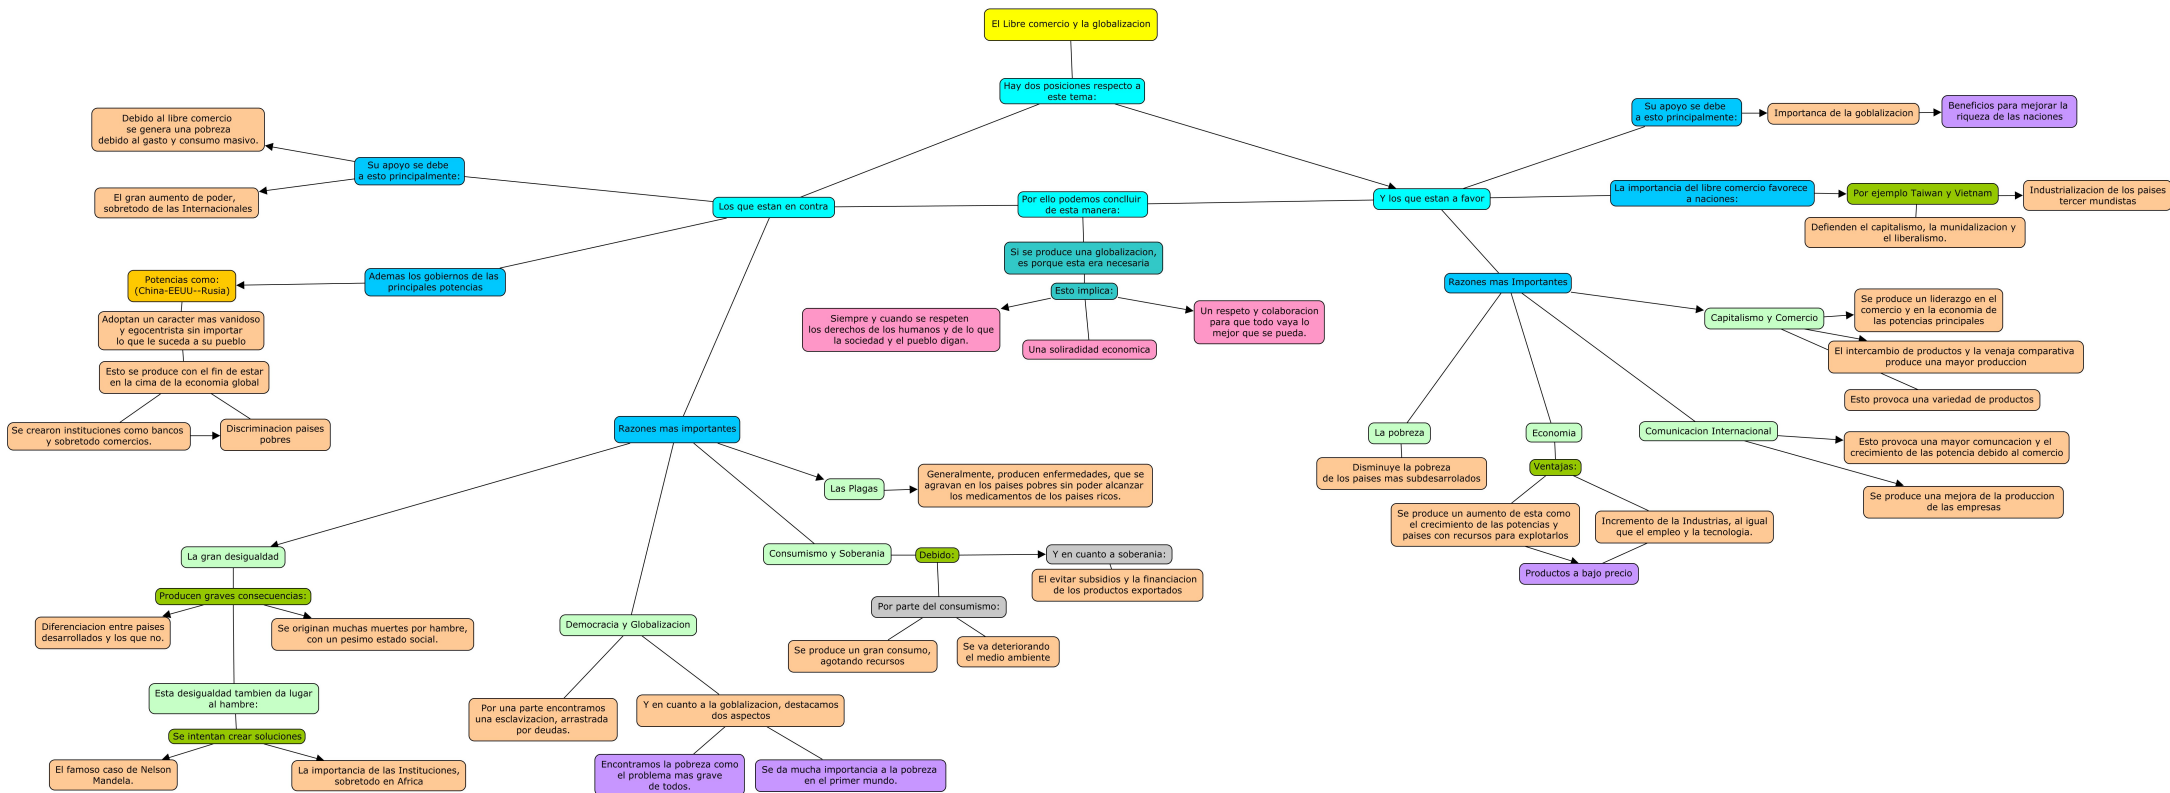 El Libre comercio y la globalizacion
Hay dos posiciones respecto a
este tema:
Los que estan en contra
Su apoyo se debe
a esto principalmente:
Debido al libre comercio
se genera una pobreza
debido al gasto y consumo masivo.
El gran aumento de poder,
sobretodo de las Internacionales
Ademas los gobiernos de las
principales potencias
Potencias como:
(China-EEUU--Rusia)
Adoptan un caracter mas vanidoso
y egocentrista sin importar
lo que le suceda a su pueblo
Esto se produce con el fin de estar
en la cima de la economia global
Se crearon instituciones como bancos
y sobretodo comercios.
Discriminacion paises
pobres
Razones mas importantes
La gran desigualdad
Producen graves consecuencias:
Diferenciacion entre paises
desarrollados y los que no.
Se originan muchas muertes por hambre,
con un pesimo estado social.
Esta desigualdad tambien da lugar
al hambre:
Se intentan crear soluciones
El famoso caso de Nelson
Mandela.
La importancia de las Instituciones,
sobretodo en Africa
Democracia y Globalizacion
Por una parte encontramos
una esclavizacion, arrastrada
por deudas.
Y en cuanto a la goblalizacion, destacamos
dos aspectos
Encontramos la pobreza como
el problema mas grave
de todos.
Se da mucha importancia a la pobreza
en el primer mundo.
Consumismo y Soberania
Debido:
Y en cuanto a soberania:
El evitar subsidios y la financiacion
de los productos exportados
Por parte del consumismo:
Se produce un gran consumo,
agotando recursos
Se va deteriorando
el medio ambiente
Las Plagas
Generalmente, producen enfermedades, que se
agravan en los paises pobres sin poder alcanzar
los medicamentos de los paises ricos.
Por ello podemos conclluir
de esta manera:
Si se produce una globalizacion,
es porque esta era necesaria
Esto implica:
Siempre y cuando se respeten
los derechos de los humanos y de lo que
la sociedad y el pueblo digan.
Una soliradidad economica
Un respeto y colaboracion
para que todo vaya lo
mejor que se pueda.
Y los que estan a favor
Su apoyo se debe
a esto principalmente:
Importanca de la goblalizacion
Beneficios para mejorar la
riqueza de las naciones
La importancia del libre comercio favorece
a naciones:
Por ejemplo Taiwan y Vietnam
Industrializacion de los paises
tercer mundistas
Defienden el capitalismo, la munidalizacion y
el liberalismo.
Razones mas Importantes
Capitalismo y Comercio
Se produce un liderazgo en el
comercio y en la economia de
las potencias principales
El intercambio de productos y la venaja comparativa
produce una mayor produccion
Esto provoca una variedad de productos
La pobreza
Disminuye la pobreza
de los paises mas subdesarrolados
Economia
Ventajas:
Se produce un aumento de esta como
el crecimiento de las potencias y
paises con recursos para explotarlos
Incremento de la Industrias, al igual
que el empleo y la tecnologia.
Productos a bajo precio
Comunicacion Internacional
Esto provoca una mayor comuncacion y el
crecimiento de las potencia debido al comercio
Se produce una mejora de la produccion
de las empresas